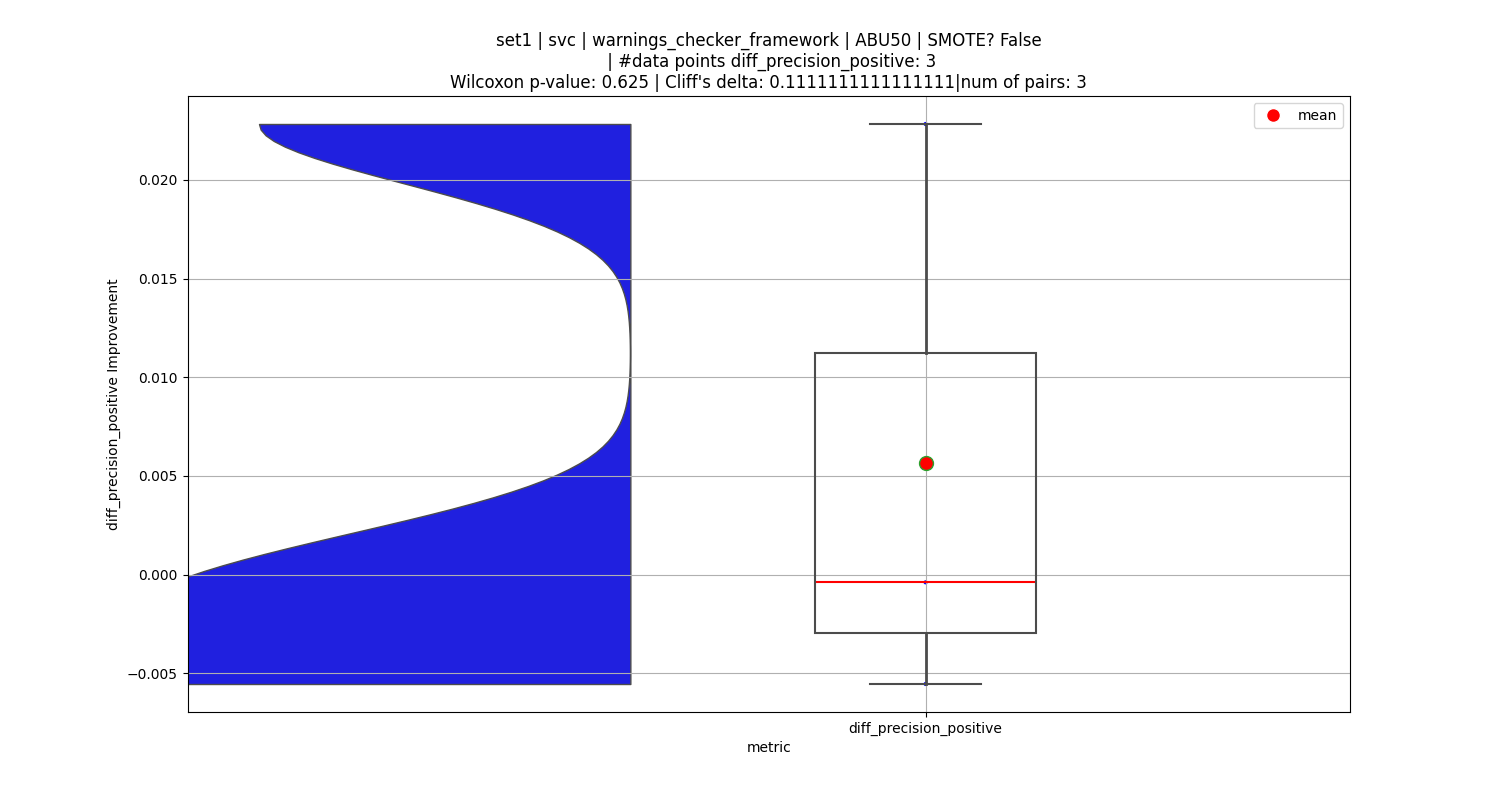 set1 | svc | warnings_checker_framework | ABU50 | SMOTE? False
| #data points diff_precision_positive: 3
Wilcoxon p-value: 0.625 | Cliff's delta: 0.1111111111111111|num of pairs: 3
mean
0.020
0.015
0.010
0.005
0.000
−0.005
diff_precision_positive Improvement
diff_precision_positive
metric